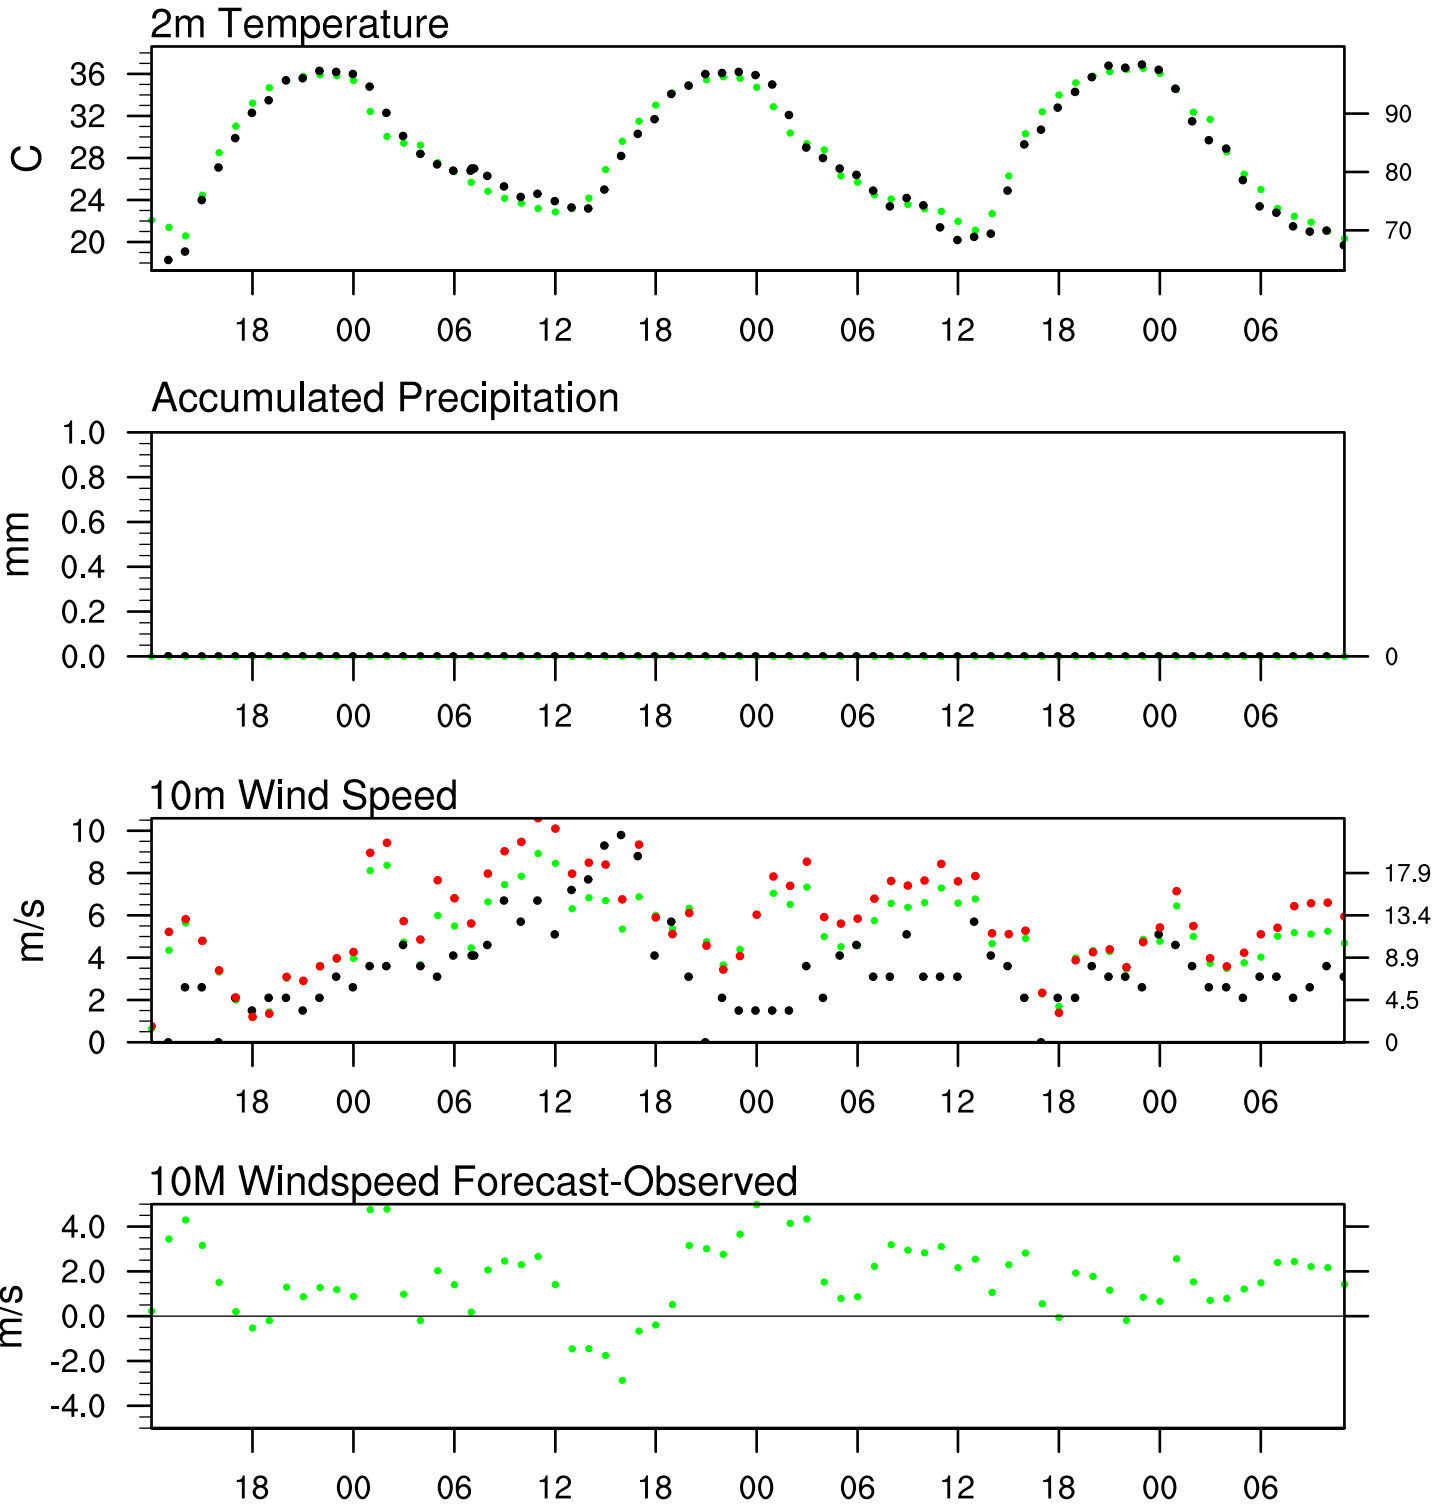 2m Temperature
C
36
32
28
24
20
90
80
70
18 00 06 12 18 00 06 12 18 00 06
Accumulated Precipitation
mm
1.0
0.8
0.6
0.4
0.2
0.0
0
18 00 06 12 18 00 06 12 18 00 06
10m Wind Speed
m/s
10
8
6
4
2
0
17.9
13.4
8.9
4.5
0
18 00 06 12 18 00 06 12 18 00 06
10M Windspeed Forecast-Observed
m/s
4.0
2.0
0.0
-2.0
-4.0
18 00 06 12 18 00 06 12 18 00 06